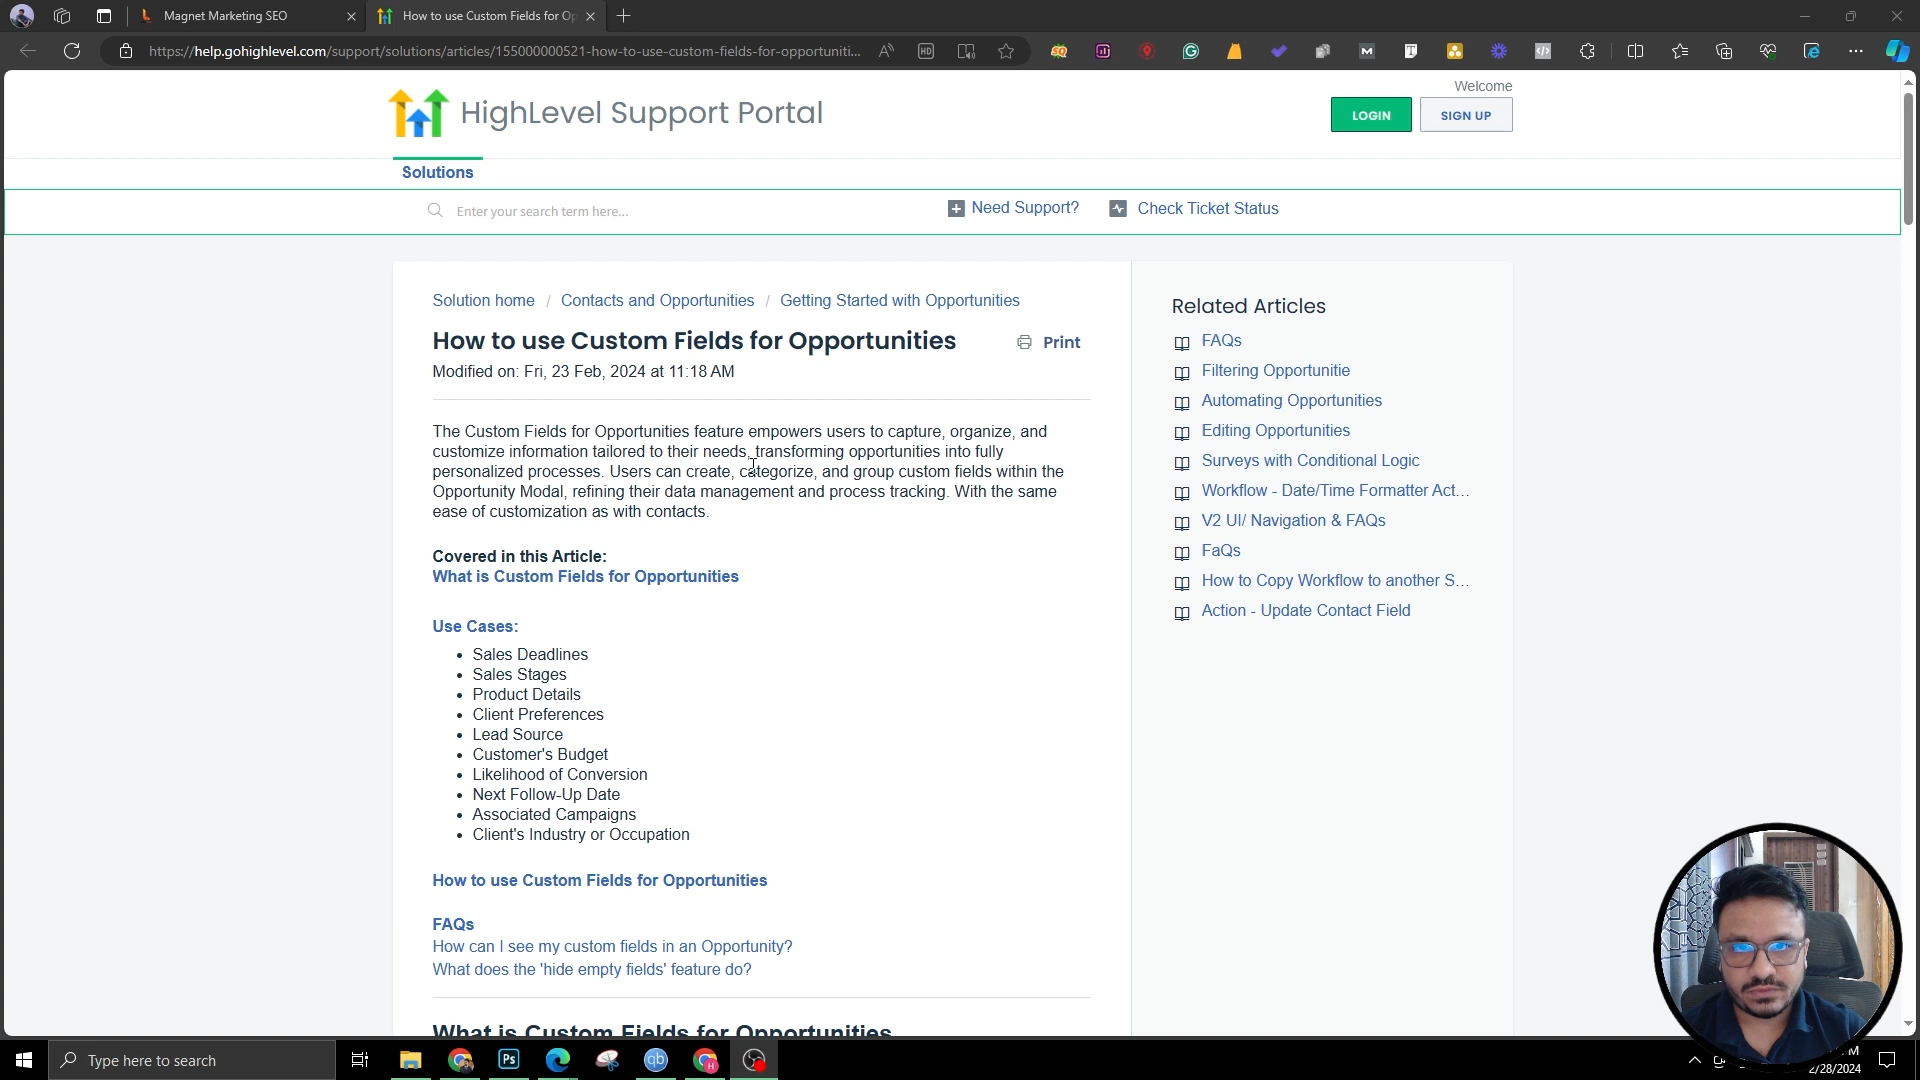 Magnet Marketing SEO
How to use Custom Fields for Op
https://help.gohighlevel.com/support/solutions/articles/155000000521-how-to-use-custom-fields-for-opportuniti...
HighLevel Support Portal
Welcome
LOGIN
SIGN UP
Solutions
Enter your search term here...
Need Support?
Check Ticket Status
Solution home / Contacts and Opportunities / Getting Started with Opportunities
How to use Custom Fields for Opportunities
Print
Modified on: Fri, 23 Feb, 2024 at 11:18 AM
The Custom Fields for Opportunities feature empowers users to capture, organize, and
customize information tailored to their needs, transforming opportunities into fully
personalized processes. Users can create, categorize, and group custom fields within the
Opportunity Modal, refining their data management and process tracking. With the same
ease of customization as with contacts.
Covered in this Article:
What is Custom Fields for Opportunities
Use Cases:
Sales Deadlines
Sales Stages
Product Details
Client Preferences
Lead Source
Customer's Budget
Likelihood of Conversion
Next Follow-Up Date
Associated Campaigns
Client's Industry or Occupation
How to use Custom Fields for Opportunities
FAQs
How can I see my custom fields in an Opportunity?
What does the 'hide empty fields' feature do?
What is Custom Fields for Opportunities
Related Articles
FAQs
Filtering Opportunitie
Automating Opportunities
Editing Opportunities
Surveys with Conditional Logic
Workflow - Date/Time Formatter Act...
V2 UI/ Navigation & FAQs
FaQs
How to Copy Workflow to another S...
Action - Update Contact Field
Type here to search
Ps
qb
2/28/2024